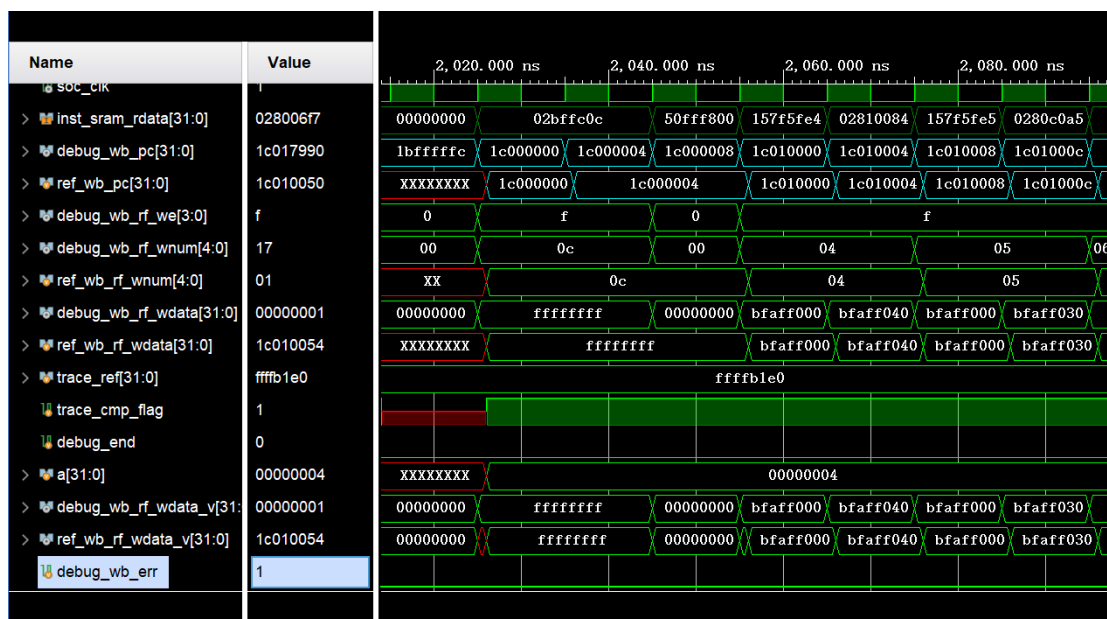 Name Value 2,020.000 ns 2,040.000 ns 2,060.000 ns 2,080.000 ns
soc_clk 1
inst_sram_rdata[31:0] 028006f7 00000000 02bffc0c 50fff800 157f5fe4 02810084 157f5fe5 0280c0a5
debug_wb_pc[31:0] 1c017990 1bfffffc 1c000000 1c000004 1c000008 1c010000 1c010004 1c010008 1c01000c
ref_wb_pc[31:0] 1c010050 XXXXXXXX 1c000000 1c000004 1c010000 1c010004 1c010008 1c01000c
debug_wb_rf_we[3:0] f 0 f 0 f
debug_wb_rf_wnum[4:0] 17 00 0c 00 04 05 06
ref_wb_rf_wnum[4:0] 01 XX 0c 04 05
debug_wb_rf_wdata[31:0] 00000001 00000000 ffffffff 00000000 bfaff000 bfaff040 bfaff000 bfaff030
ref_wb_rf_wdata[31:0] 1c010054 XXXXXXXX ffffffff bfaff000 bfaff040 bfaff000 bfaff030
trace_ref[31:0] ffffb1e0 ffffb1e0
trace_cmp_flag 1
debug_end 0
a[31:0] 00000004 XXXXXXXX 00000004
debug_wb_rf_wdata_v[31: 00000001 00000000 ffffffff 00000000 bfaff000 bfaff040 bfaff000 bfaff030
ref_wb_rf_wdata_v[31:0] 1c010054 00000000 ffffffff 00000000 bfaff000 bfaff040 bfaff000 bfaff030
debug_wb_err 1